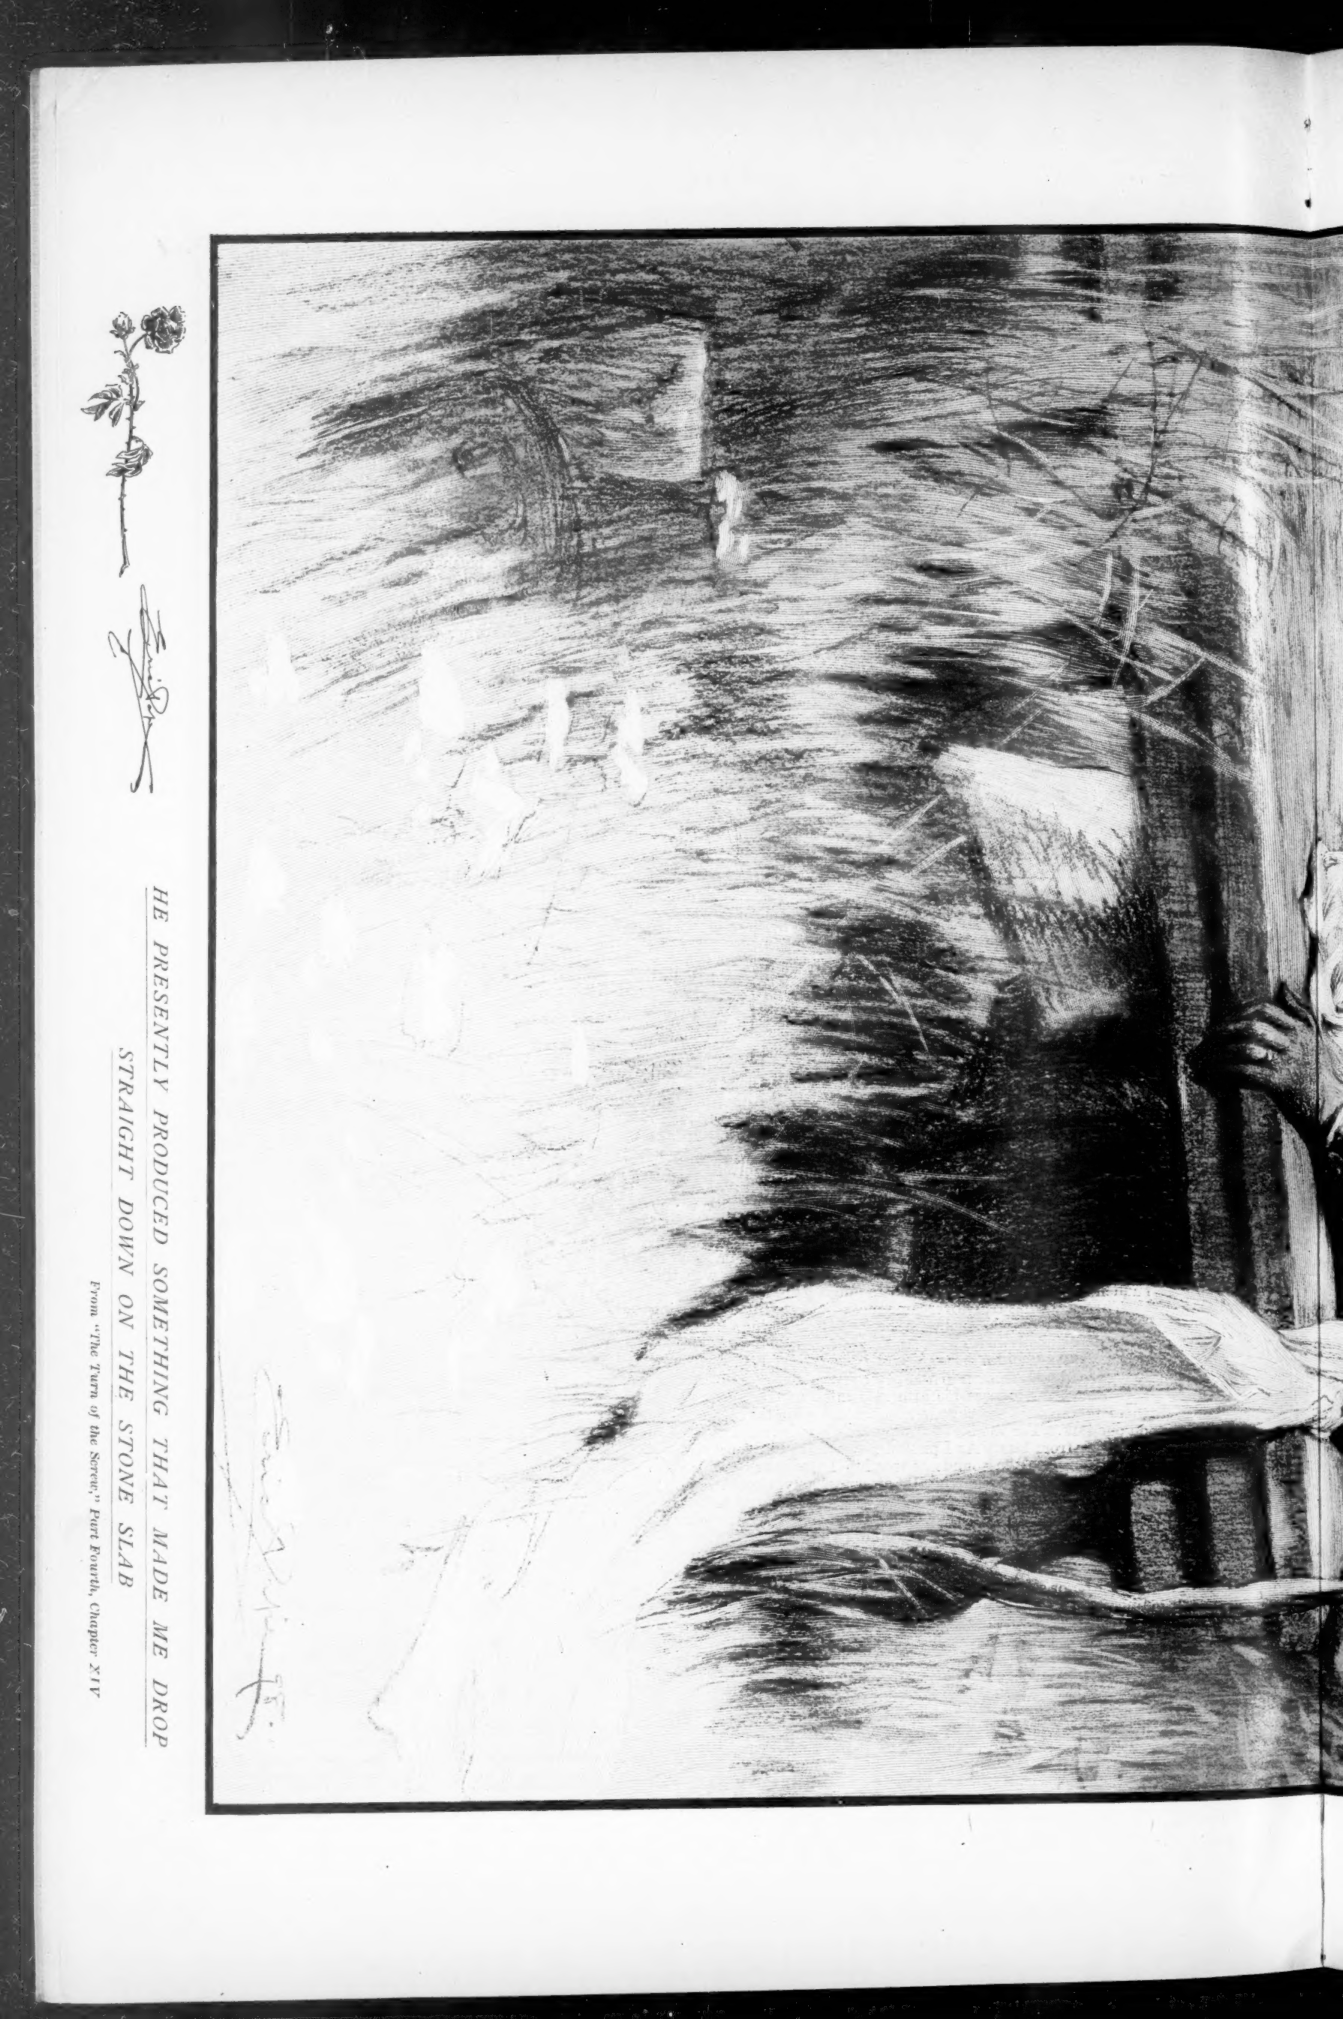 HE PRESENTLY PRODUCED SOMETHING THAT MADE ME DROP
STRAIGHT DOWN ON THE STONE SLAB
From "The Turn of the Screw," Part Fourth, Chapter XIV